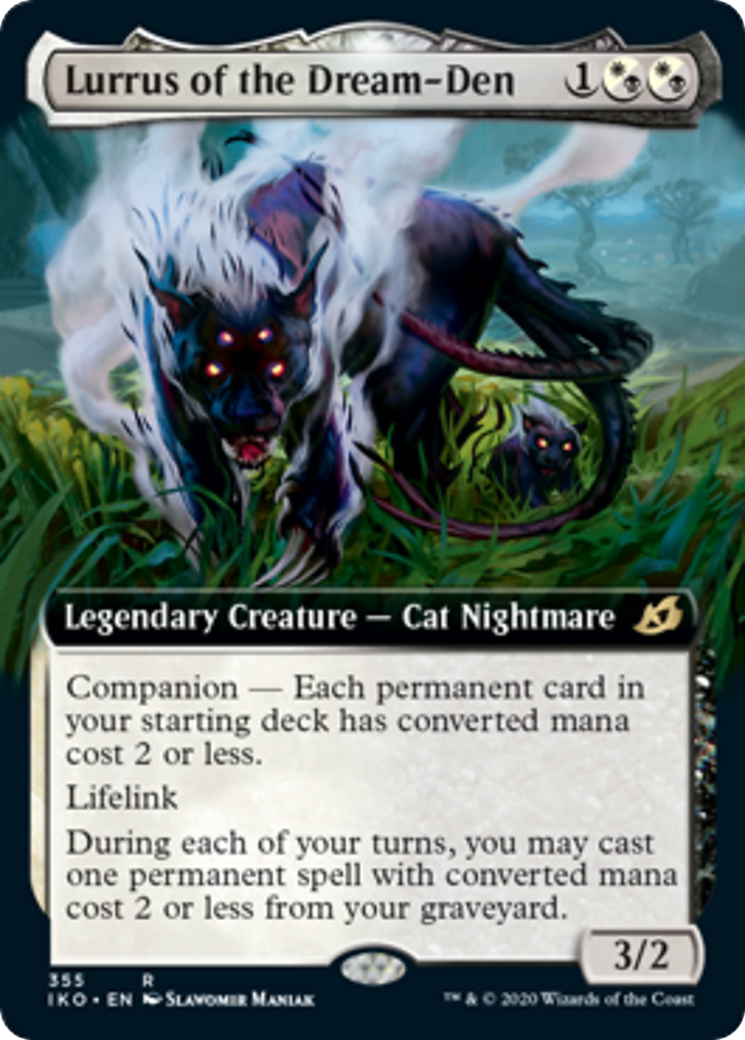 Lurrus of the Dream-Den 1
Legendary Creature — Cat Nightmare
Companion — Each permanent card in
your starting deck has converted mana
cost 2 or less.
Lifelink
During each of your turns, you may cast
one permanent spell with converted mana
cost 2 or less from your graveyard.
3/2
355 R
IKO • EN Slawomir Maniak ™ & © 2020 Wizards of the Coast